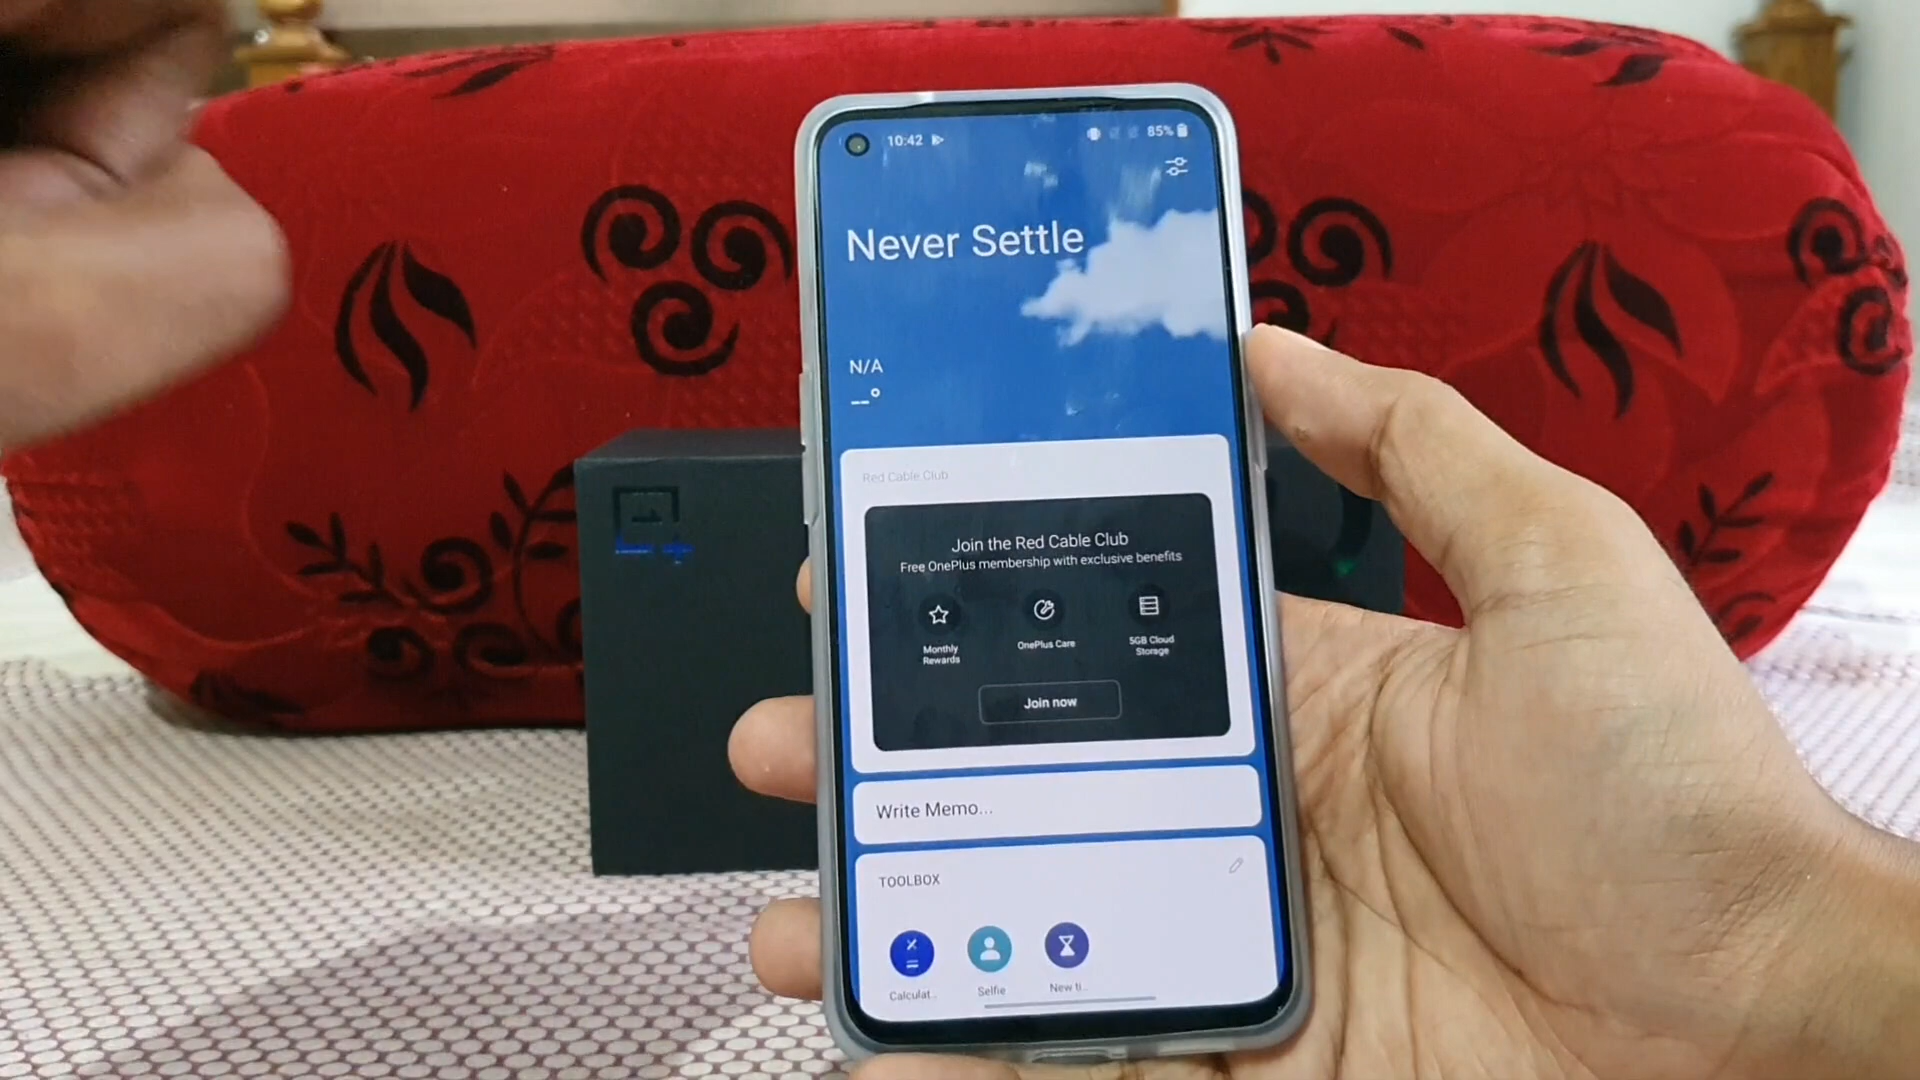 10:42
85%
Never Settle
N/A
--°
Red Cable Club
Join the Red Cable Club
Free OnePlus membership with exclusive benefits
Monthly
Rewards
OnePlus Care
5GB Cloud
Storage
Join now
Write Memo...
TOOLBOX
Calculat..
Selfie
New ti..